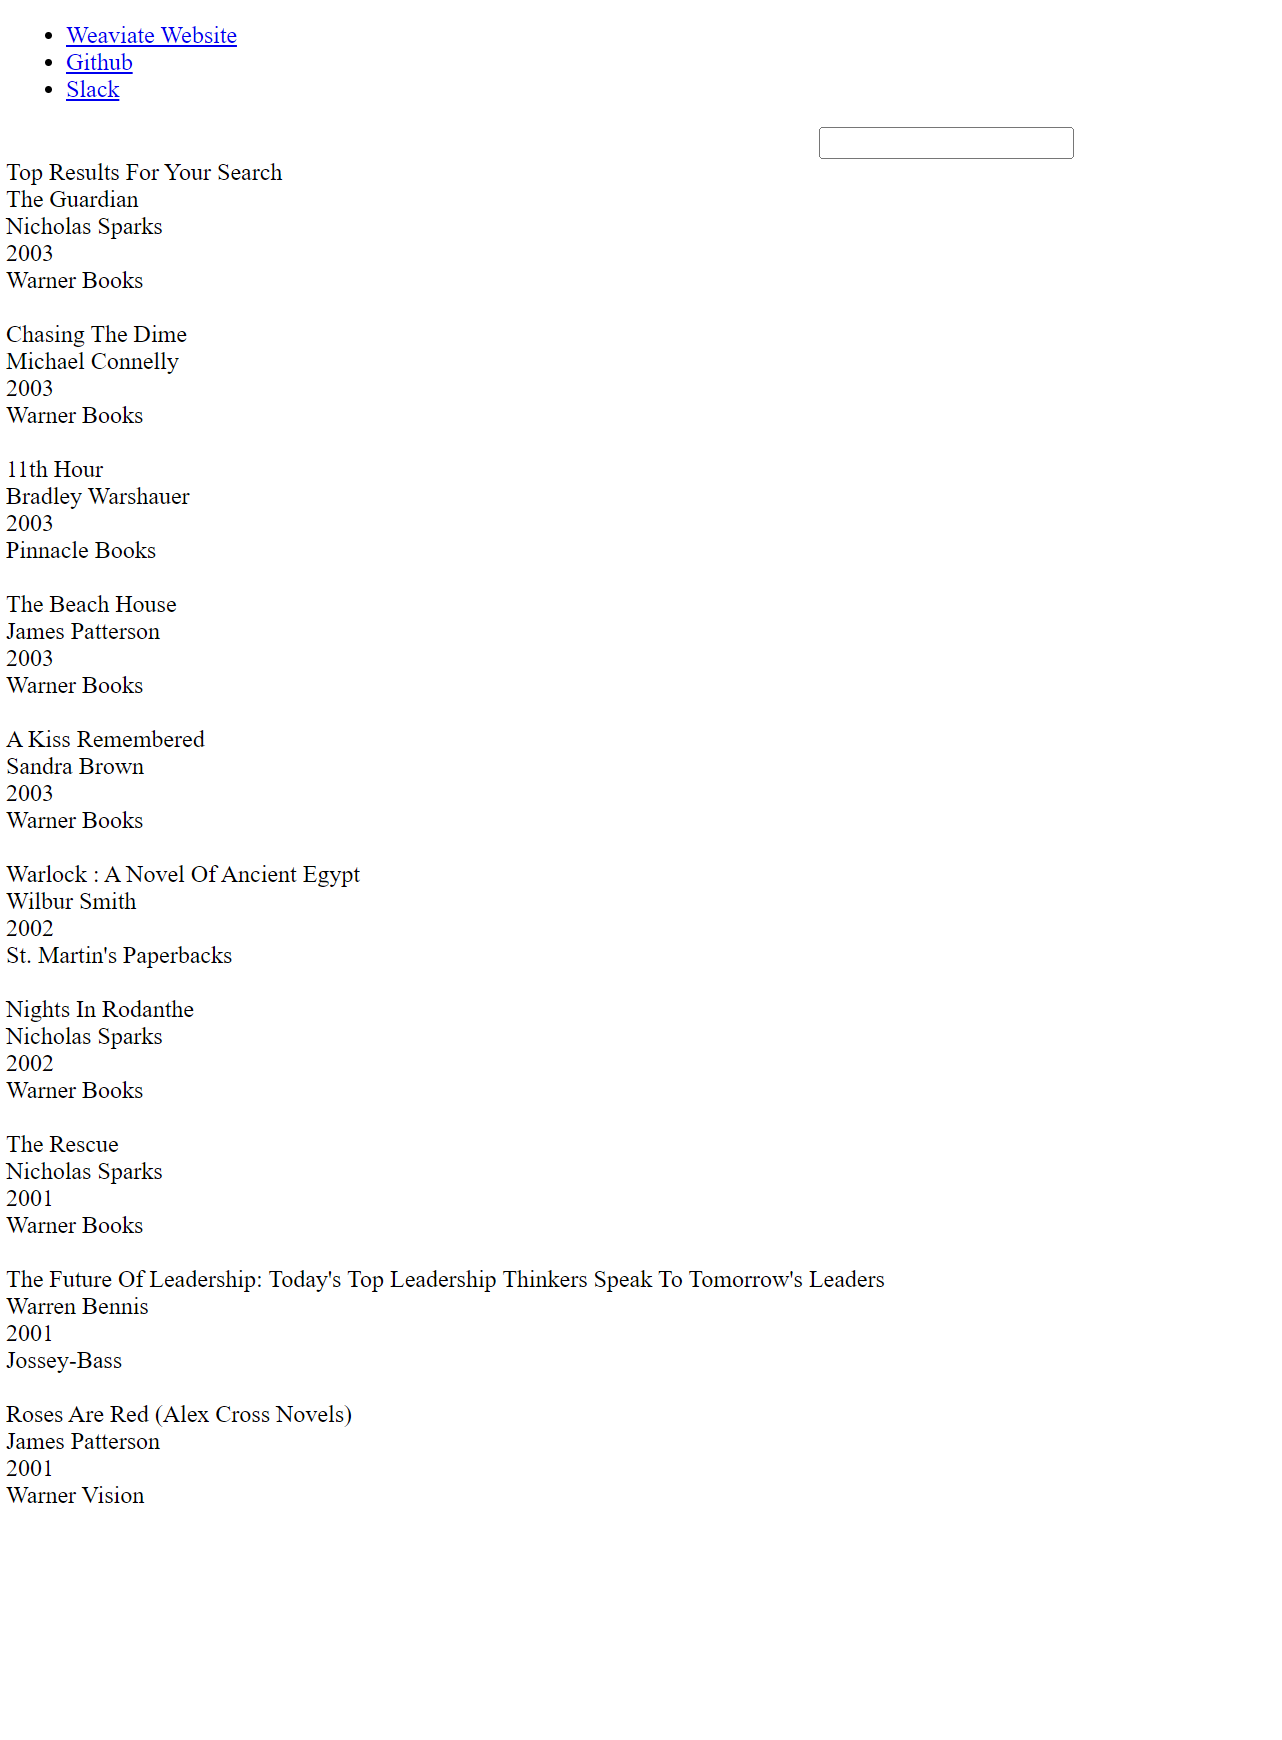 Weaviate Website
Github
Slack
Top Results For Your Search
The Guardian
Nicholas Sparks
2003
Warner Books
Chasing The Dime
Michael Connelly
2003
Warner Books
11th Hour
Bradley Warshauer
2003
Pinnacle Books
The Beach House
James Patterson
2003
Warner Books
A Kiss Remembered
Sandra Brown
2003
Warner Books
Warlock : A Novel Of Ancient Egypt
Wilbur Smith
2002
St. Martin's Paperbacks
Nights In Rodanthe
Nicholas Sparks
2002
Warner Books
The Rescue
Nicholas Sparks
2001
Warner Books
The Future Of Leadership: Today's Top Leadership Thinkers Speak To Tomorrow's Leaders
Warren Bennis
2001
Jossey-Bass
Roses Are Red (Alex Cross Novels)
James Patterson
2001
Warner Vision